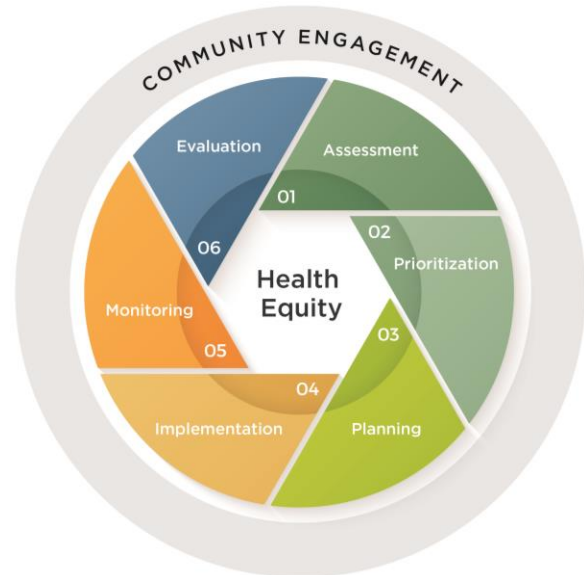 COMMUNITY ENGAGEMENT
Assessment
01
02
Prioritization
03
Planning
04
Implementation
Monitoring
05
Evaluation
06
Health
Equity